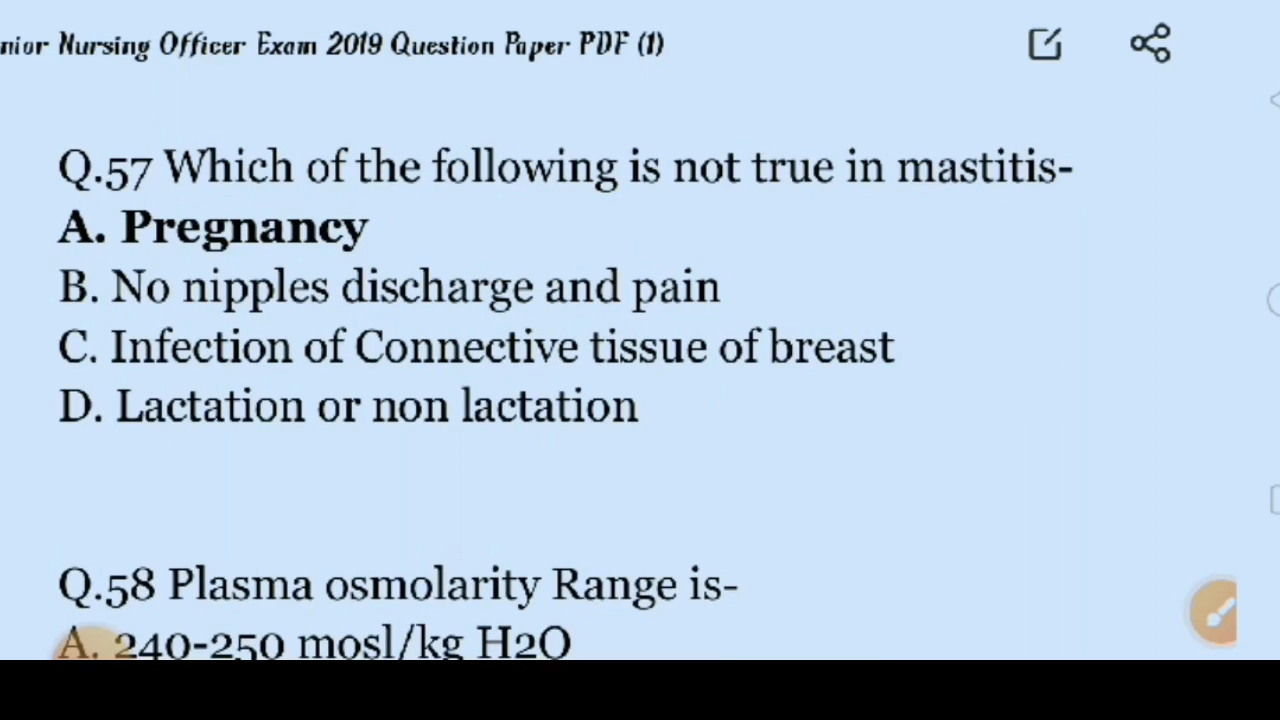 nior Nursing Officer Exam 2019 Question Paper PDF (1)
Q.57 Which of the following is not true in mastitis-
A. Pregnancy
B. No nipples discharge and pain
C. Infection of Connective tissue of breast
D. Lactation or non lactation
Q.58 Plasma osmolarity Range is-
A. 240-250 mosl/kg H2O